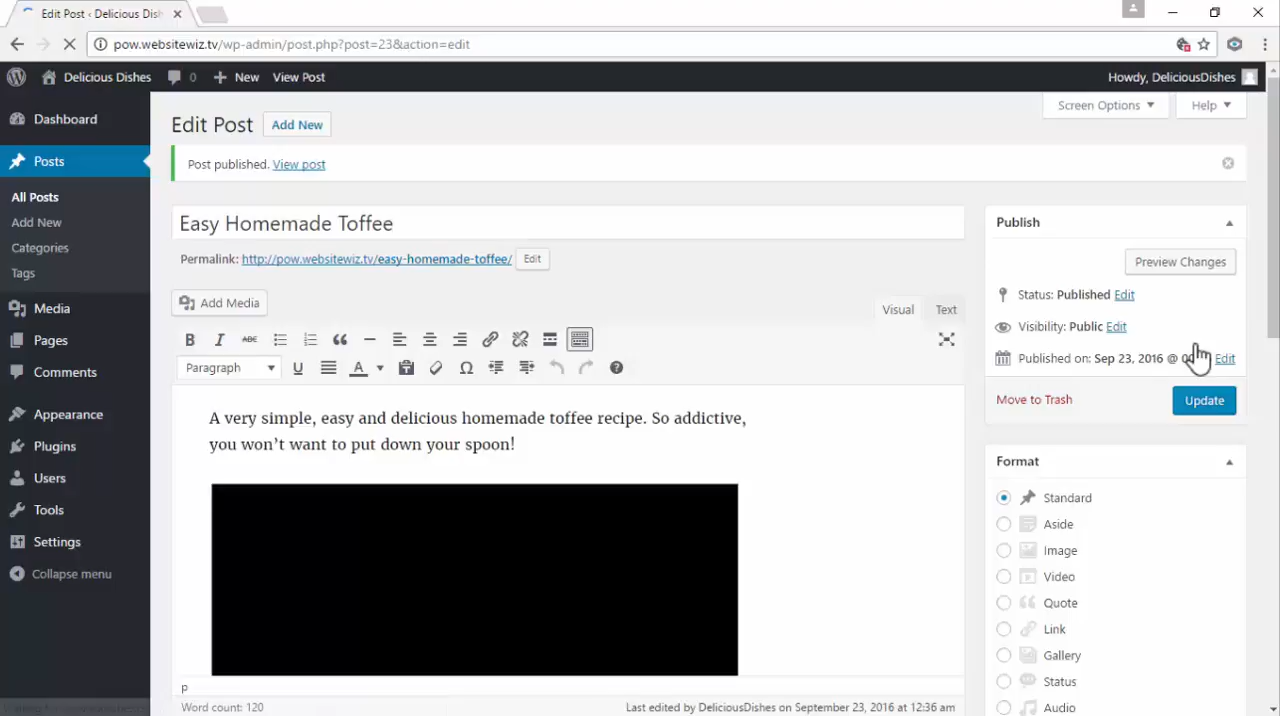 Edit Post ‹ Delicious Dish
pow.websitewiz.tv/wp-admin/post.php?post=23&action=edit
Delicious Dishes 0 New View Post Howdy, DeliciousDishes
Screen Options Help
Dashboard
Posts
All Posts
Add New
Categories
Tags
Media
Pages
Comments
Appearance
Plugins
Users
Tools
Settings
Collapse menu
Edit Post Add New
Post published. View post
Easy Homemade Toffee
Permalink: http://pow.websitewiz.tv/easy-homemade-toffee/ Edit
Add Media
Visual Text
B I ABC
Paragraph U A Ω
A very simple, easy and delicious homemade toffee recipe. So addictive,
you won’t want to put down your spoon!
p
Word count: 120 Last edited by DeliciousDishes on September 23, 2016 at 12:36 am
Publish
Preview Changes
Status: Published Edit
Visibility: Public Edit
Published on: Sep 23, 2016 @ Edit
Move to Trash Update
Format
Standard
Aside
Image
Video
Quote
Link
Gallery
Status
Audio